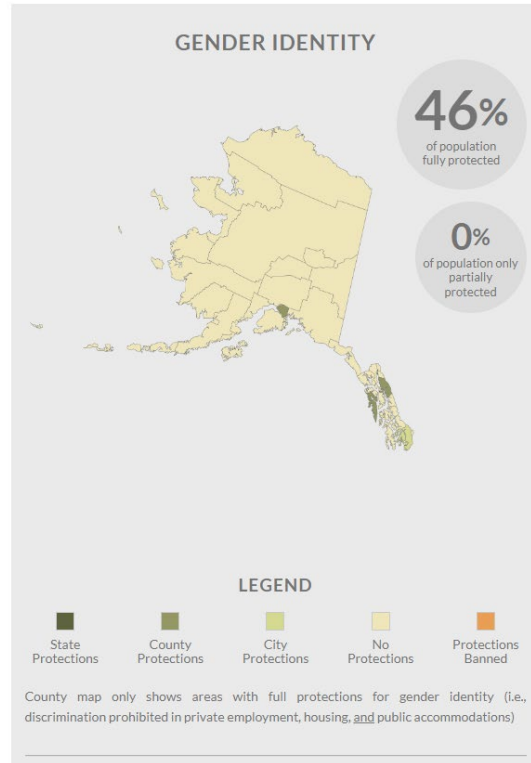 GENDER IDENTITY
46%
of population
fully protected
0%
of population only
partially
protected
LEGEND
State
Protections
County
Protections
City
Protections
No
Protections
Protections
Banned
County map only shows areas with full protections for gender identity (i.e.,
discrimination prohibited in private employment, housing, and public accommodations)